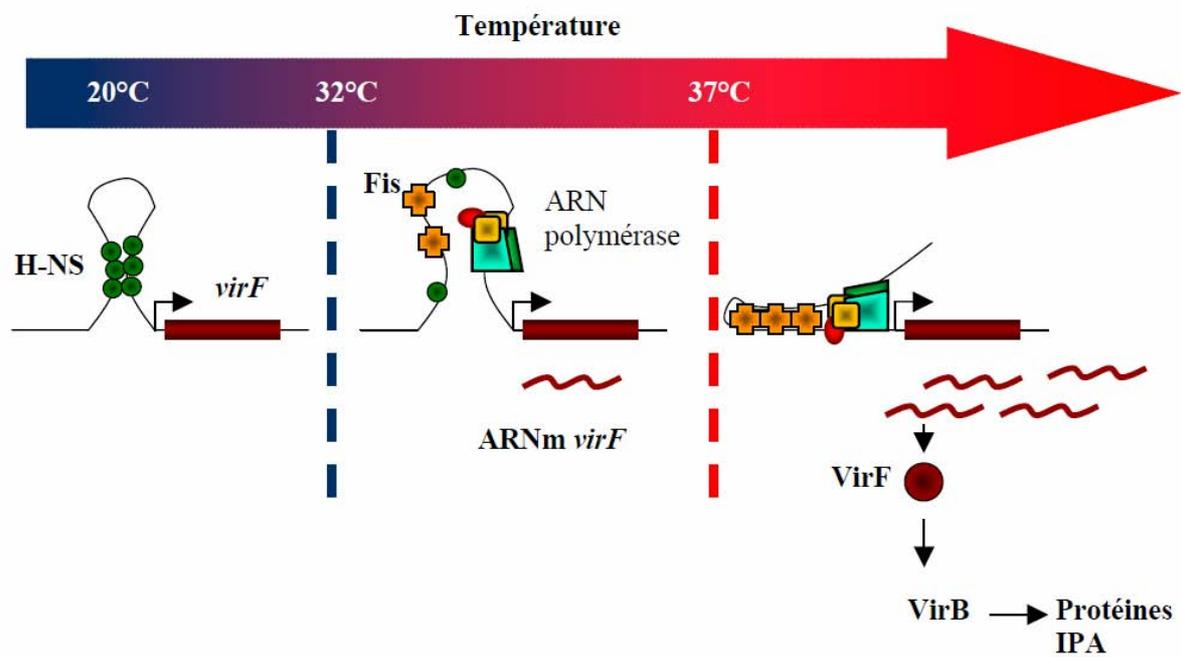 Température
20°C
32°C
37°C
Fis
ARN
polymérase
H-NS
virF
ARNm virF
VirF
VirB
Protéines
IPA